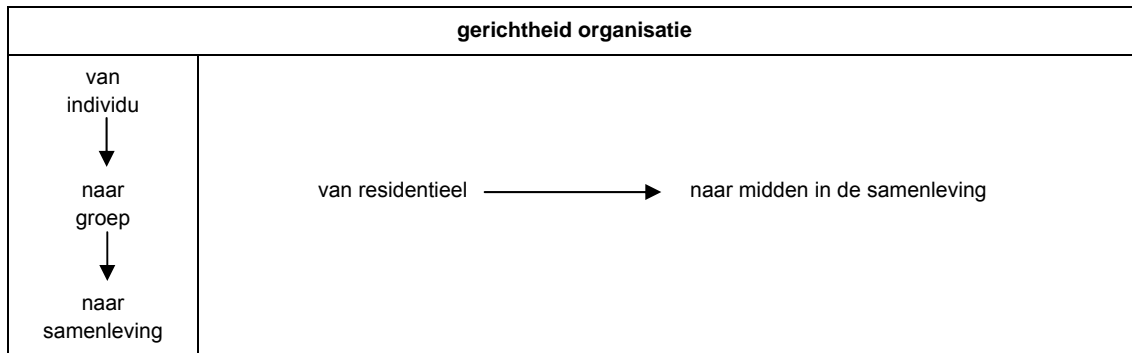 gerichtheid organisatie
van
individu
naar
groep
naar
samenleving
van residentieel
naar midden in de samenleving